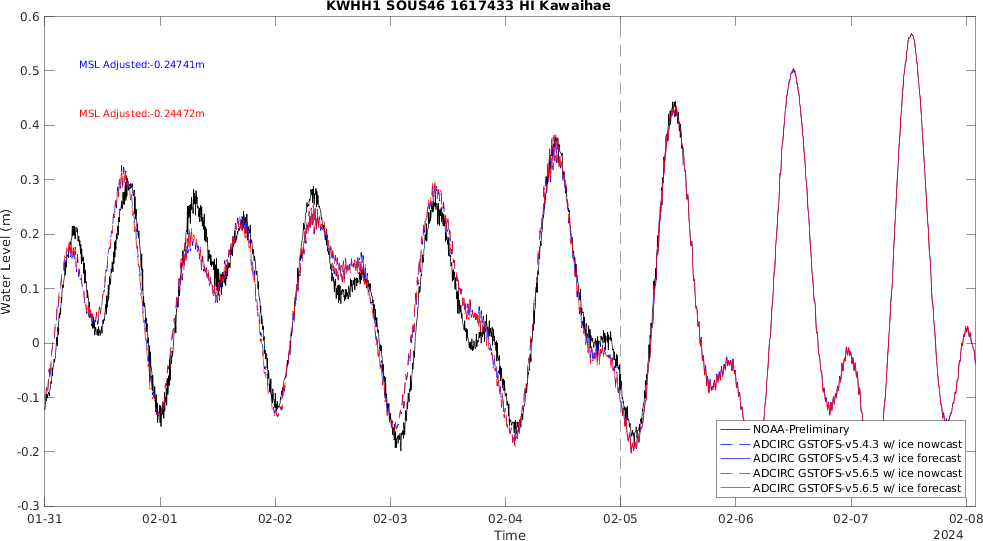 KWHH1 SOUS46 1617433 HI Kawaihae
0.6
0.5
0.4
0.3
0.2
0.1
0
-0.1
-0.2
-0.3
Water Level (m)
MSL Adjusted:-0.24741m
MSL Adjusted:-0.24472m
NOAA-Preliminary
ADCIRC GSTOFS-v5.4.3 w/ ice nowcast
ADCIRC GSTOFS-v5.4.3 w/ ice forecast
ADCIRC GSTOFS-v5.6.5 w/ ice nowcast
ADCIRC GSTOFS-v5.6.5 w/ ice forecast
01-31 02-01 02-02 02-03 02-04 02-05 02-06 02-07 02-08
Time
2024